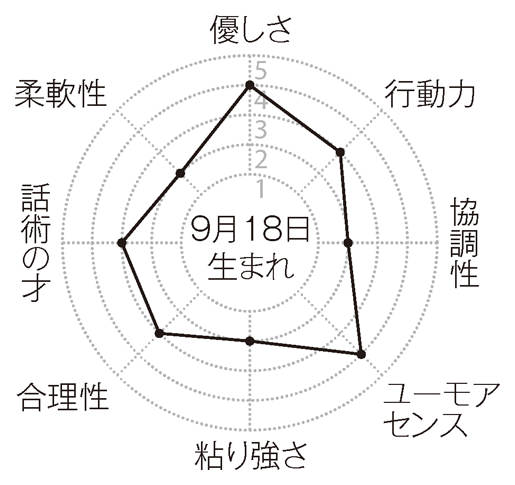 優しさ
行動力
協調性
ユーモア
センス
粘り強さ
合理性
話術の才
柔軟性
5
4
3
2
1
9月18日
生まれ